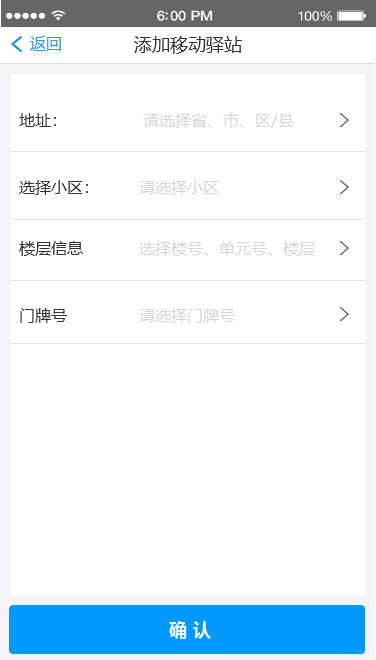 6:00 PM 100%
返回 添加移动驿站
地址： 请选择省、市、区/县
选择小区： 请选择小区
楼层信息 选择楼号、单元号、楼层
门牌号 请选择门牌号
确认